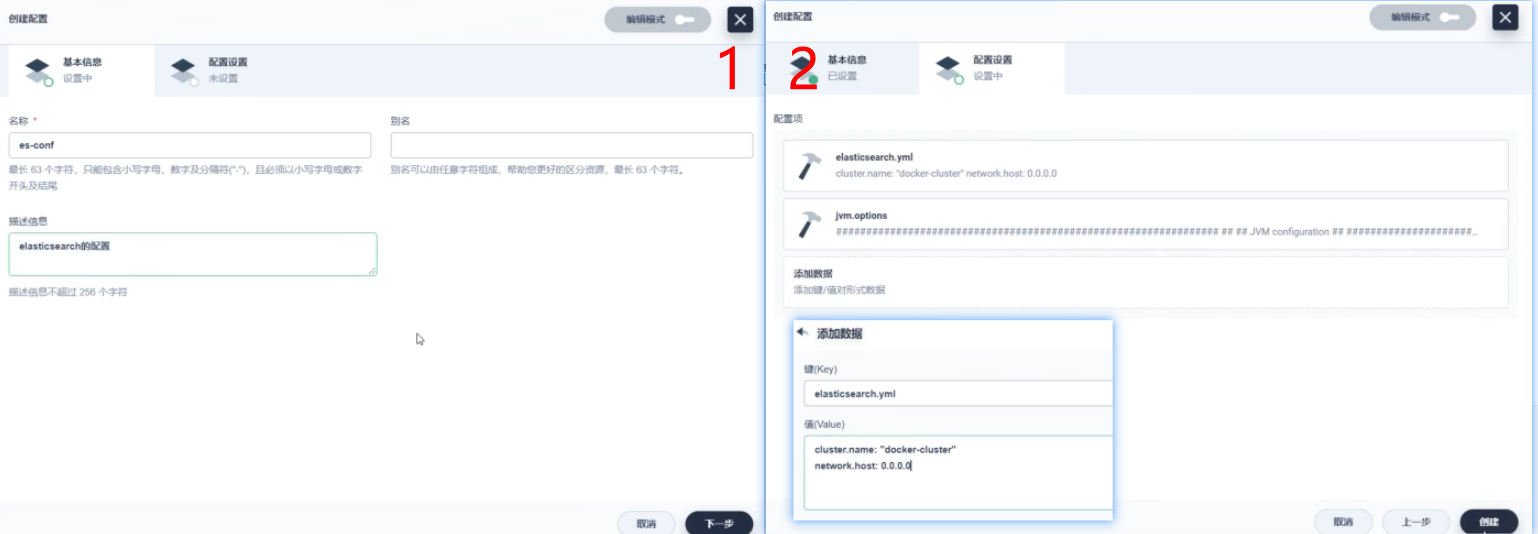 创建配置
编辑模式
基本信息
设置中
配置设置
未设置
1
名称 *
es-conf
最长 63 个字符，只能包含小写字母、数字及分隔符("-")，且必须以小写字母或数字
开头及结尾
别名
别名可以由任意字符组成，帮助您更好的区分资源，最长 63 个字符。
描述信息
elasticsearch的配置
描述信息不超过 256 个字符
取消
下一步
创建配置
编辑模式
2
基本信息
已设置
配置设置
设置中
配置项
elasticsearch.yml
cluster.name: "docker-cluster" network.host: 0.0.0.0
jvm.options
################################################################ ## ## JVM configuration ## #####################...
添加数据
添加键/值对形式数据
添加数据
键(Key)
elasticsearch.yml
值(Value)
cluster.name: "docker-cluster"
network.host: 0.0.0.0
取消
上一步
创建